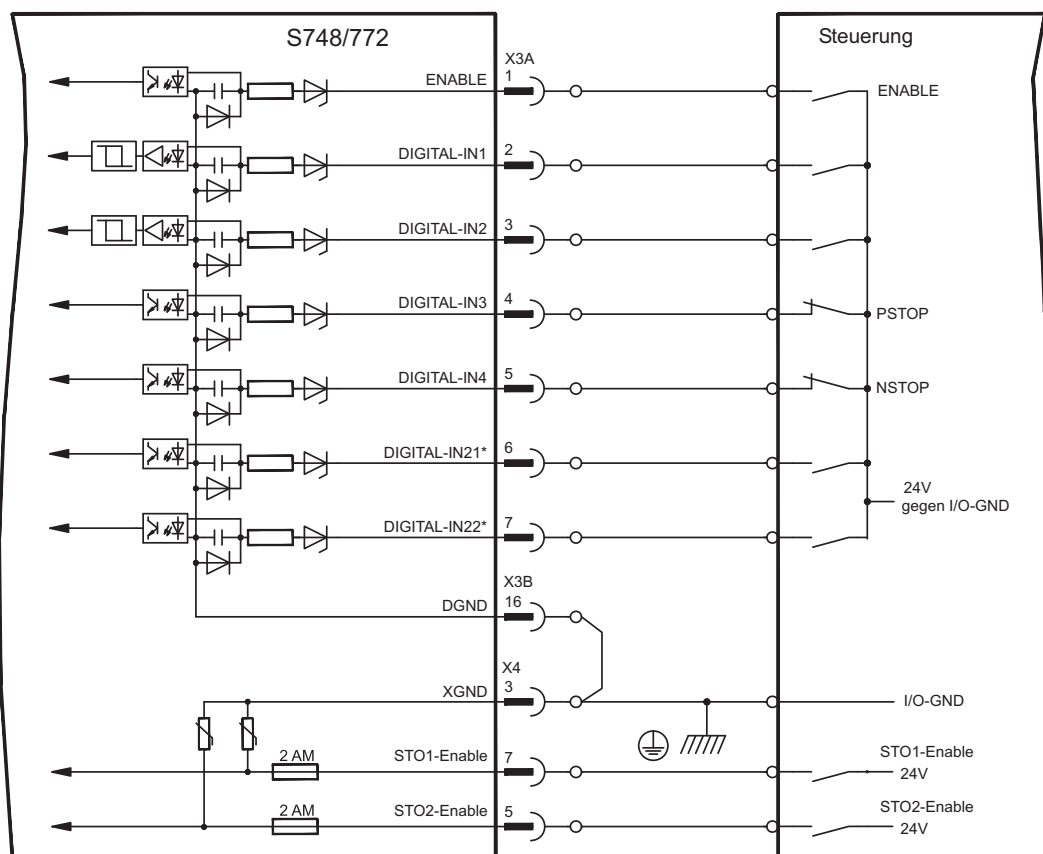 S748/772
Steuerung
X3A
ENABLE
1
ENABLE
DIGITAL-IN1
2
DIGITAL-IN2
3
DIGITAL-IN3
4
PSTOP
DIGITAL-IN4
5
NSTOP
DIGITAL-IN21*
6
24V
gegen I/O-GND
DIGITAL-IN22*
7
X3B
DGND
16
X4
XGND
3
I/O-GND
2 AM
STO1-Enable
7
STO1-Enable
24V
2 AM
STO2-Enable
5
STO2-Enable
24V